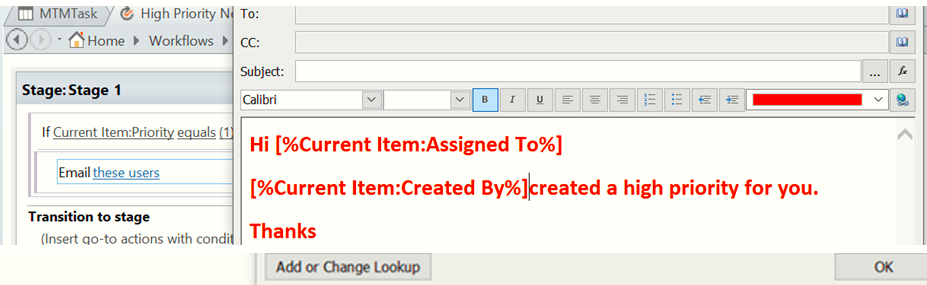 MTMTask
High Priority No
Home Workflows
Stage: Stage 1
If Current Item:Priority equals (1)
Email these users
Transition to stage
(Insert go-to actions with condit
To:
CC:
Subject:
... fx
Calibri B I U
Hi [%Current Item:Assigned To%]
[%Current Item:Created By%]created a high priority for you.
Thanks
Add or Change Lookup OK